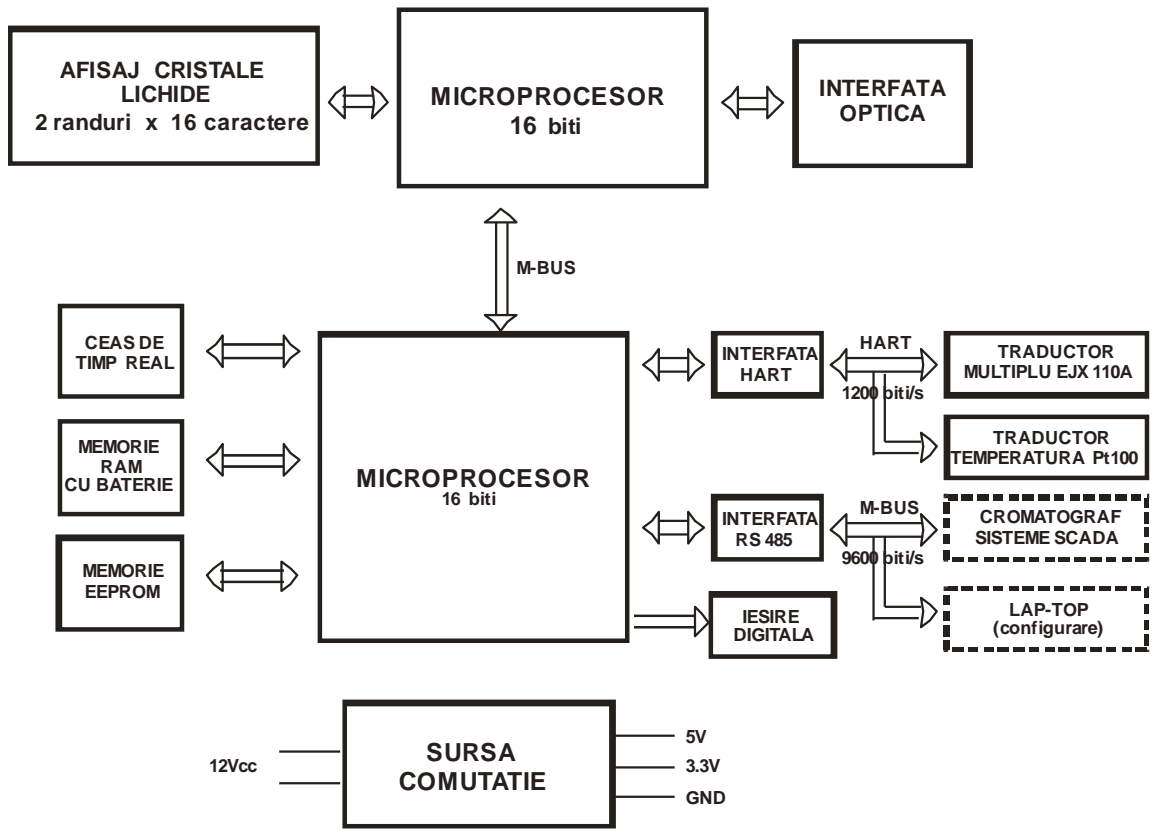 AFISAJ CRISTALE
LICHIDE
2 randuri x 16 caractere
MICROPROCESOR
16 biti
INTERFATA
OPTICA
M-BUS
CEAS DE
TIMP REAL
MEMORIE
RAM
CU BATERIE
MEMORIE
EEPROM
MICROPROCESOR
16 biti
INTERFATA
HART
HART
1200 biti/s
TRADUCTOR
MULTIPLU EJX 110A
TRADUCTOR
TEMPERATURA Pt100
INTERFATA
RS 485
M-BUS
9600 biti/s
CROMATOGRAF
SISTEME SCADA
LAP-TOP
(configurare)
IESIRE
DIGITALA
12Vcc
SURSA
COMUTATIE
5V
3.3V
GND